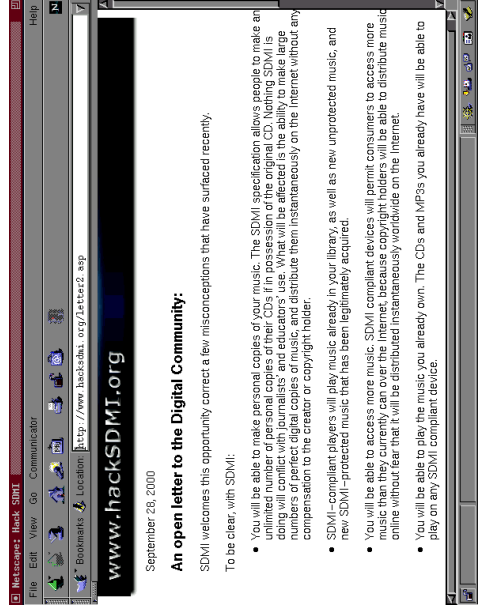 Netscape: Hack SDMI
File Edit View Go Communicator Help
N
Bookmarks Location: http://www.hacksdmi.org/letter2.asp
www.hackSDMI.org
September 28, 2000
An open letter to the Digital Community:
SDMI welcomes this opportunity correct a few misconceptions that have surfaced recently.
To be clear, with SDMI:
• You will be able to make personal copies of your music. The SDMI specification allows people to make an
unlimited number of personal copies of their CDs if in possession of the original CD. Nothing SDMI is
doing will conflict with journalists' and educators' use. What will be affected is the ability to make large
numbers of perfect digital copies of music, and distribute them instantaneously on the Internet without any
compensation to the creator or copyright holder.
• SDMI-compliant players will play music already in your library, as well as new unprotected music, and
new SDMI-protected music that has been legitimately acquired.
• You will be able to access more music. SDMI compliant devices will permit consumers to access more
music than they currently can over the Internet, because copyright holders will be able to distribute music
online without fear that it will be distributed instantaneously worldwide on the Internet.
• You will be able to play the music you already own. The CDs and MP3s you already have will be able to
play on any SDMI compliant device.